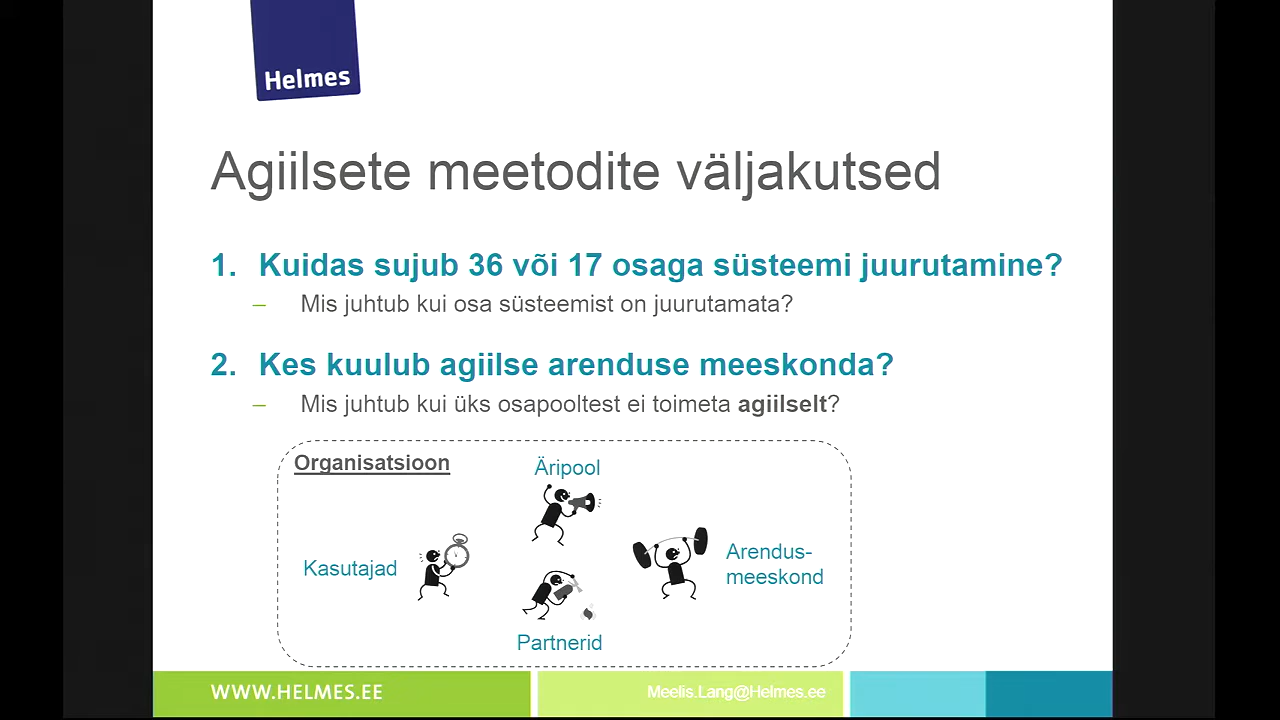 Helmes
Agiilsete meetodite väljakutsed
1. Kuidas sujub 36 või 17 osaga süsteemi juurutamine?
– Mis juhtub kui osa süsteemist on juurutamata?
2. Kes kuulub agiilse arenduse meeskonda?
– Mis juhtub kui üks osapooltest ei toimeta agiilselt?
Organisatsioon
Äripool
Kasutajad
Arendus-
meeskond
Partnerid
WWW.HELMES.EE
Meelis.Lang@Helmes.ee